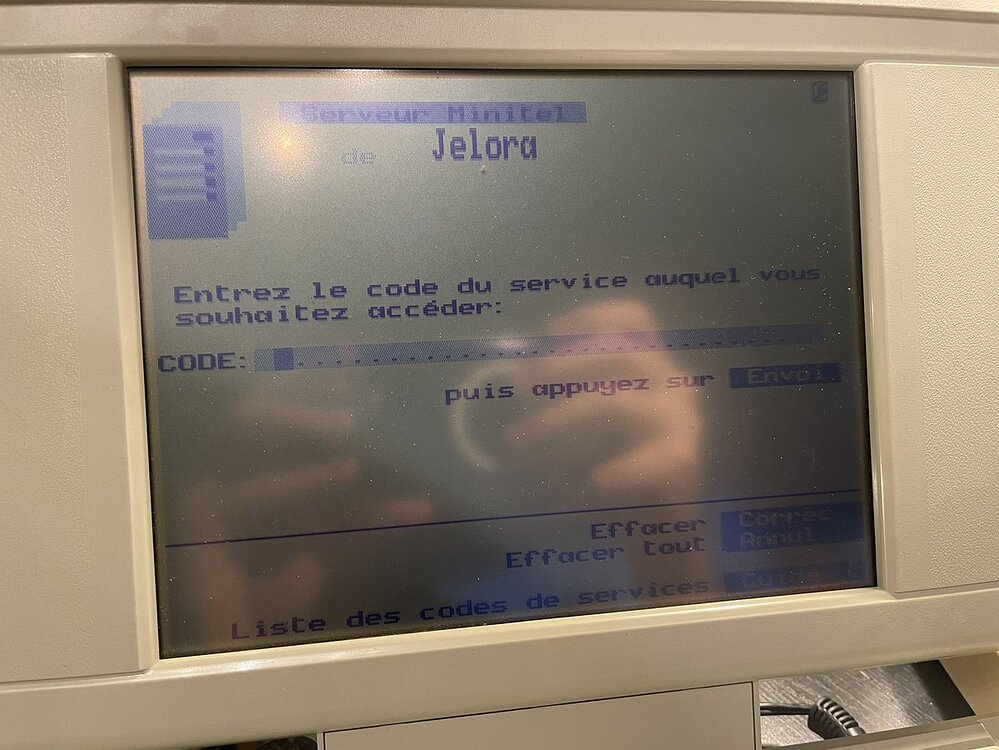 Serveur Minitel
de Jelora
Entrez le code du service auquel vous
souhaitez accéder:
CODE:
puis appuyez sur Envoi
Effacer Correc.
Effacer tout Annul
Liste des codes de services Guide